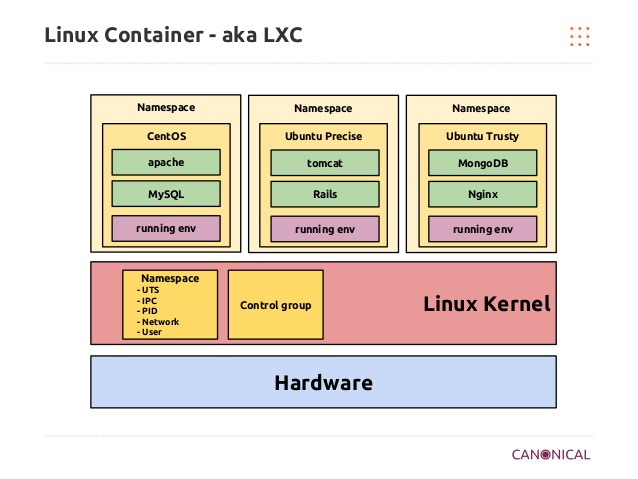 Linux Container - aka LXC
Namespace
CentOS
apache
MySQL
running env
Namespace
Ubuntu Precise
tomcat
Rails
running env
Namespace
Ubuntu Trusty
MongoDB
Nginx
running env
Namespace
- UTS
- IPC
- PID
- Network
- User
Control group
Linux Kernel
Hardware
CANONICAL